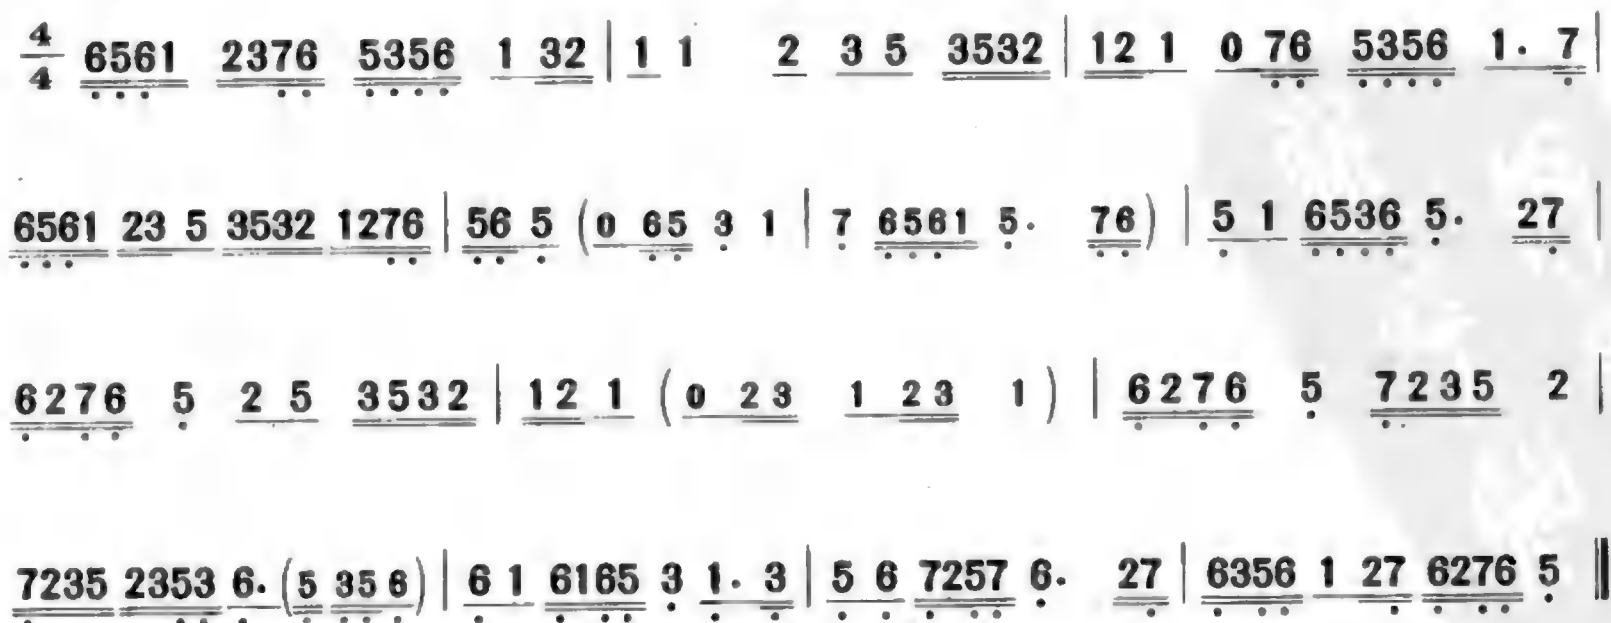 4/4 6561 2376 5356 1 32 | 1 1 2 3 5 3532 | 12 1 0 76 5356 1. 7 |
6561 23 5 3532 1276 | 56 5 (0 65 3 1 | 7 6561 5. 76) | 5 1 6536 5. 27 |
6276 5 2 5 3532 | 12 1 (0 23 1 23 1) | 6276 5 7235 2 |
7235 2353 6. (5 356) | 6 1 6165 3 1. 3 | 5 6 7257 6. 27 | 6356 1 27 6276 5 ‖